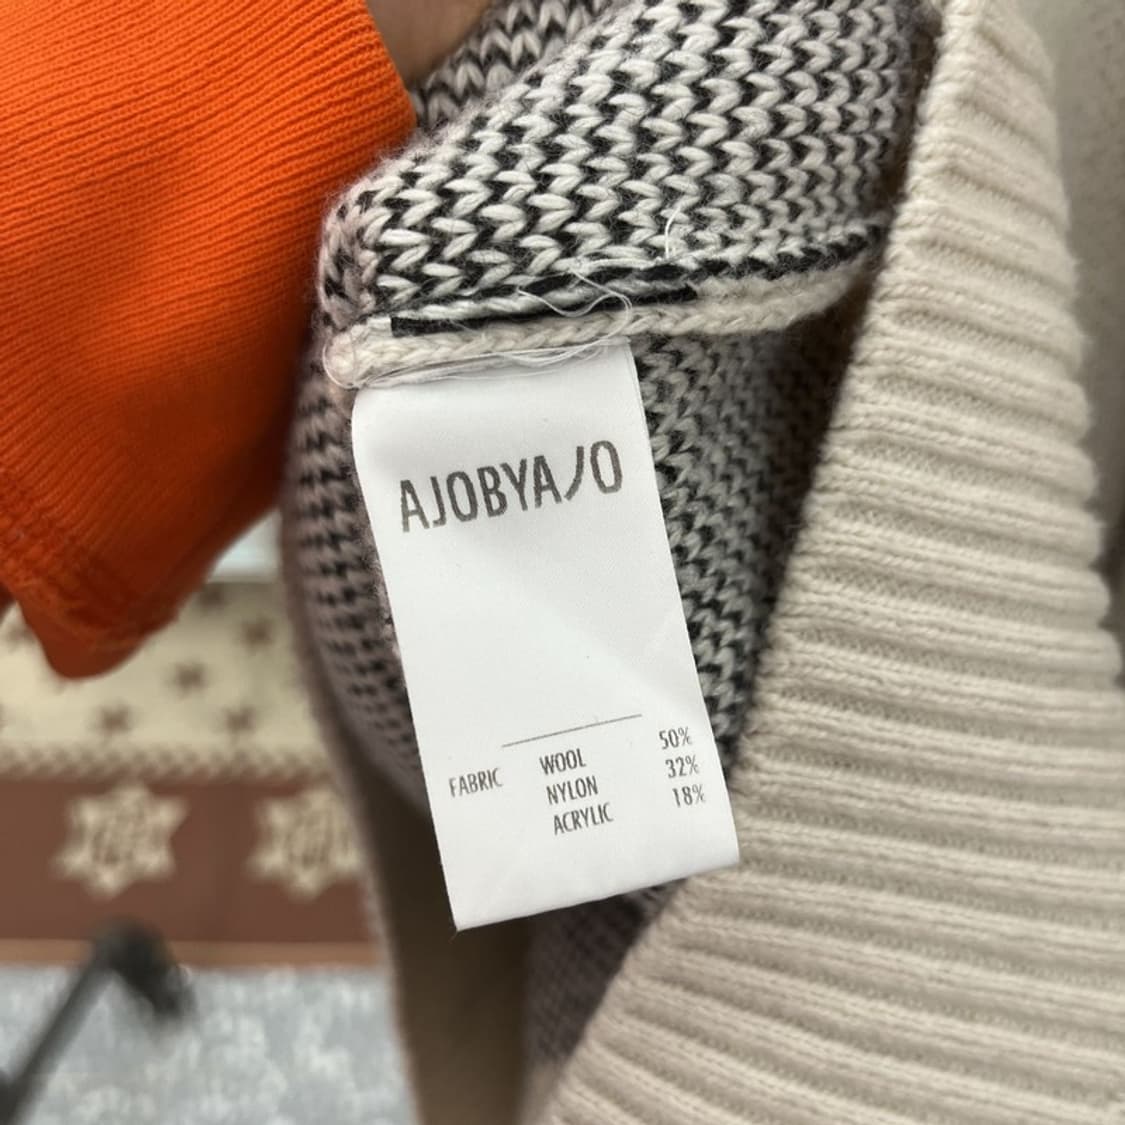 AJOBYAJO
FABRIC WOOL 50%
NYLON 32%
ACRYLIC 18%